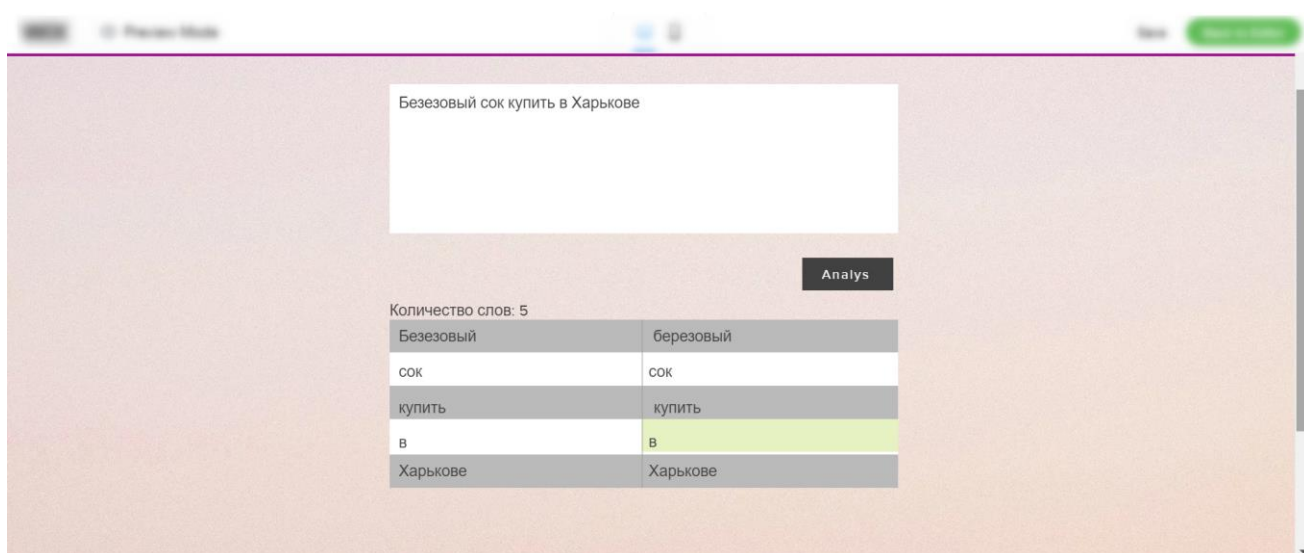 Preview Mode
Save
Безезовый сок купить в Харькове
Analys
Количество слов: 5
Безезовый березовый
сок сок
купить купить
в в
Харькове Харькове